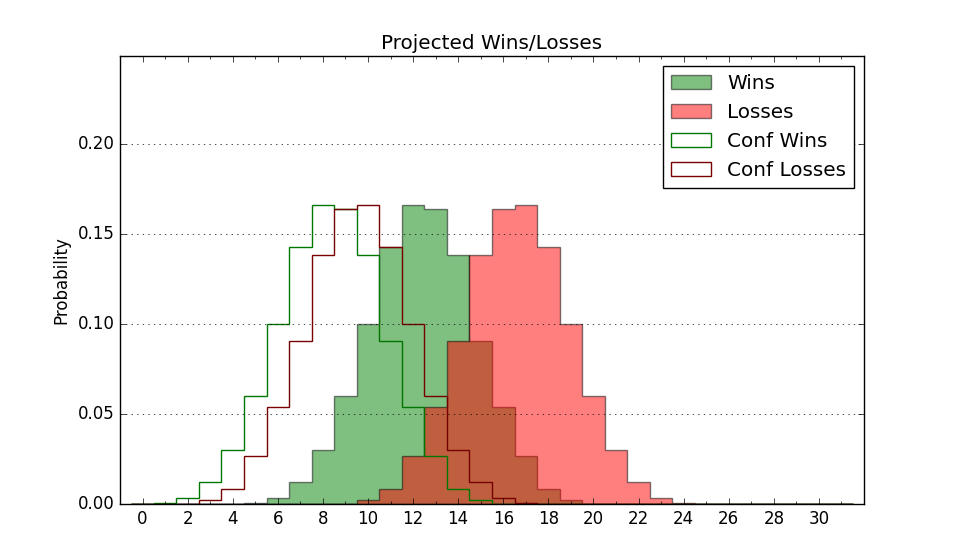 Projected Wins/Losses
Wins
Losses
Conf Wins
Conf Losses
Probability
0.20
0.15
0.10
0.05
0.00
0 2 4 6 8 10 12 14 16 18 20 22 24 26 28 30